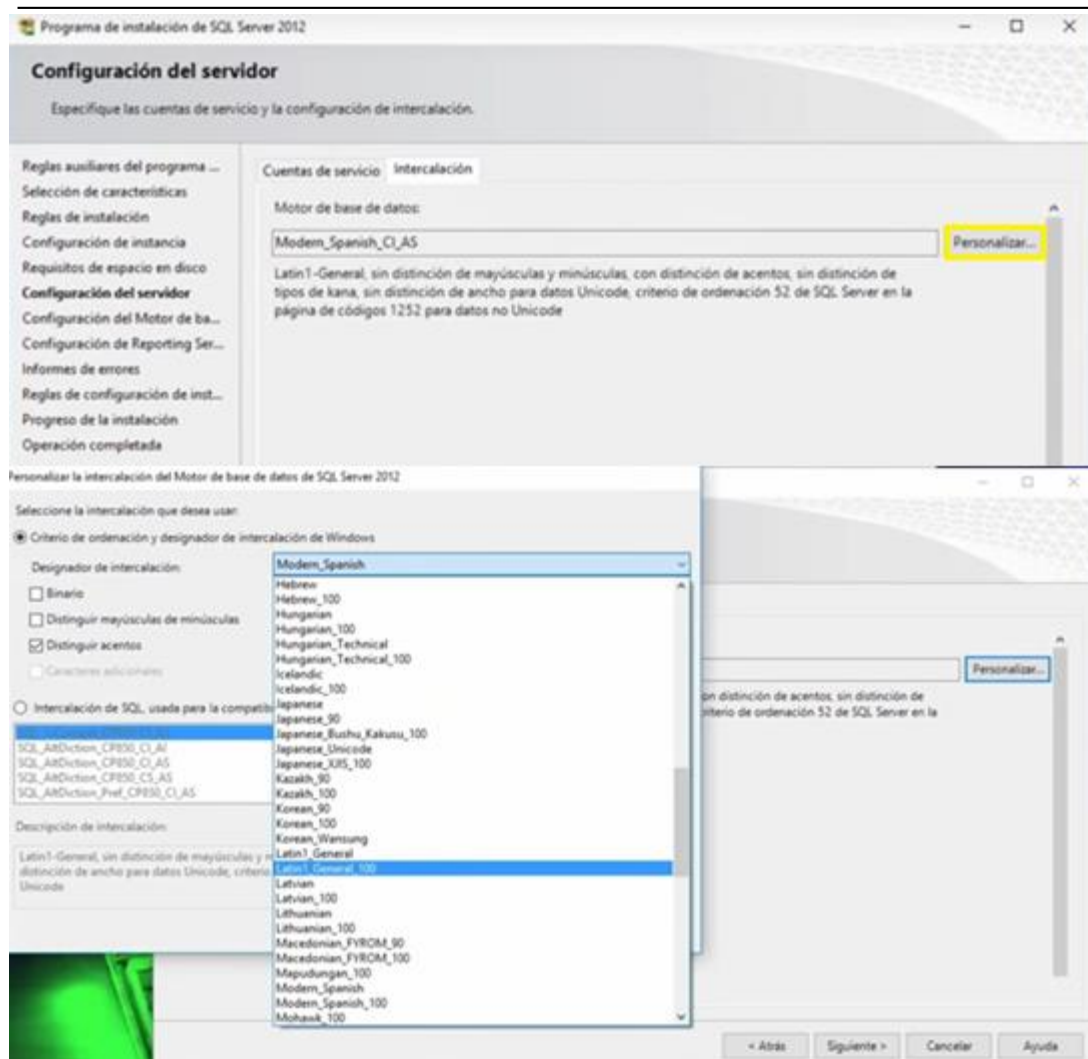 Programa de instalación de SQL Server 2012
Configuración del servidor
Especifique las cuentas de servicio y la configuración de intercalación.
Reglas auxiliares del programa ...
Selección de características
Reglas de instalación
Configuración de instancia
Requisitos de espacio en disco
Configuración del servidor
Configuración del Motor de ba...
Configuración de Reporting Ser...
Informes de errores
Reglas de configuración de inst...
Progreso de la instalación
Operación completada
Cuentas de servicio Intercalación
Motor de base de datos:
Modern_Spanish_CI_AS
Personalizar...
Latin1-General, sin distinción de mayúsculas y minúsculas, con distinción de acentos, sin distinción de
tipos de kana, sin distinción de ancho para datos Unicode, criterio de ordenación 52 de SQL Server en la
página de códigos 1252 para datos no Unicode
Personalizar la intercalación del Motor de base de datos de SQL Server 2012
Seleccione la intercalación que desea usar:
Criterio de ordenación y designador de intercalación de Windows
Designador de intercalación:
Modern_Spanish
Binario
Distinguir mayúsculas de minúsculas
Distinguir acentos
Caracteres adicionales
Intercalación de SQL, usada para la compatibi
SQL_AltDiction_CP850_CI_AI
SQL_AltDiction_CP850_CI_AS
SQL_AltDiction_CP850_CS_AS
SQL_AltDiction_Pref_CP850_CI_AS
Descripción de intercalación:
Latin1-General, sin distinción de mayúsculas y
distinción de ancho para datos Unicode, criterio
Unicode
Hebrew
Hebrew_100
Hungarian
Hungarian_100
Hungarian_Technical
Hungarian_Technical_100
Icelandic
Icelandic_100
Japanese
Japanese_90
Japanese_Bushu_Kakusu_100
Japanese_Unicode
Japanese_XJIS_100
Kazakh_90
Kazakh_100
Korean_90
Korean_100
Korean_Wansung
Latin1_General
Latin1_General_100
Latvian
Latvian_100
Lithuanian
Lithuanian_100
Macedonian_FYROM_90
Macedonian_FYROM_100
Mapudungan_100
Modern_Spanish
Modern_Spanish_100
Mohawk_100
Personalizar...
con distinción de acentos, sin distinción de
criterio de ordenación 52 de SQL Server en la
< Atrás
Siguiente >
Cancelar
Ayuda